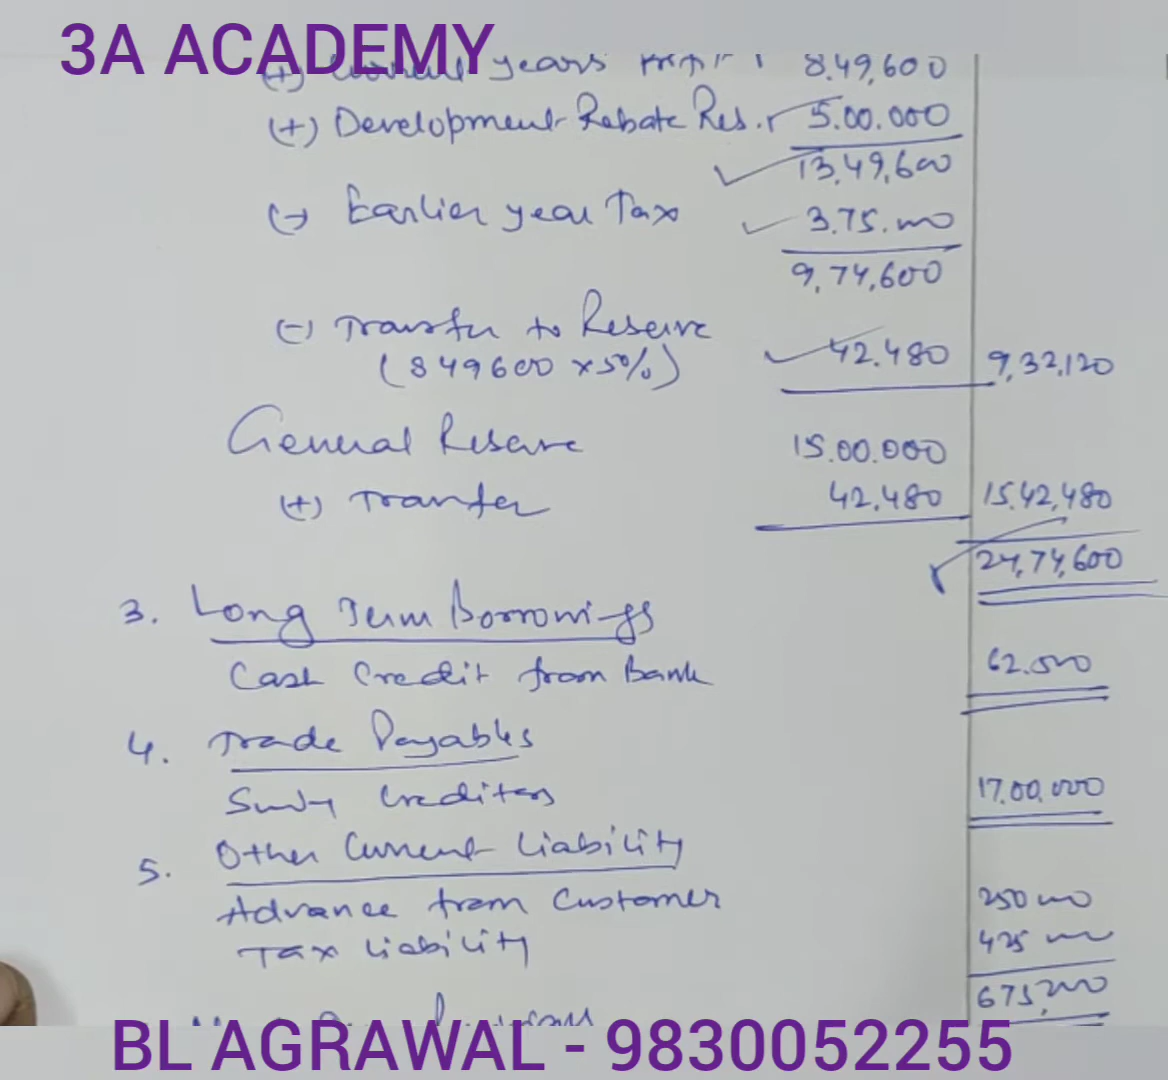 3A ACADEMY
(+) Current years 8,49,600
(+) Development Rebate Res. 5.00.000
13,49,600
(-) Earlier year Tax 3.75.000
9,74,600
(-) Transfer to Reserve
(849600 x 5%) 42.480 9,32,120
General Reserve 15.00.000
(+) Transfer 42,480 15,42,480
24,74,600
3. Long Term Borrowings
Cash Credit from Bank 62.500
4. Trade Payables
Sundry Creditors 17.00.000
5. Other Current Liability
Advance from Customer 250000
Tax Liability 425000
675,000
BL AGRAWAL - 9830052255